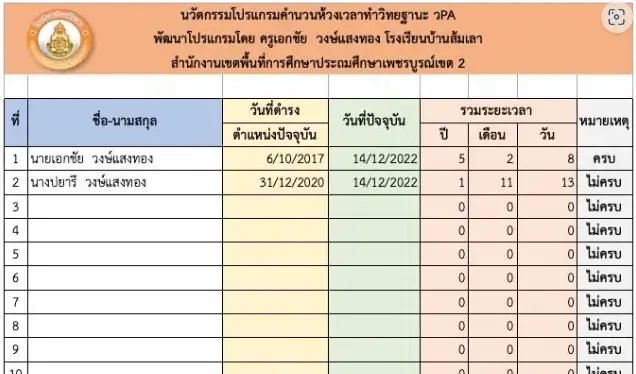 นวัตกรรมโปรแกรมคำนวนห้วงเวลาทำวิทยฐานะ วPA
พัฒนาโปรแกรมโดย ครูเอกชัย วงษ์แสงทอง โรงเรียนบ้านส้มเลา
สำนักงานเขตพื้นที่การศึกษาประถมศึกษาเพชรบูรณ์เขต 2
ที่ ชื่อ-นามสกุล วันที่ดำรง ตำแหน่งปัจจุบัน วันที่ปัจจุบัน รวมระยะเวลา หมายเหตุ
ปี เดือน วัน
1 นายเอกชัย วงษ์แสงทอง 6/10/2017 14/12/2022 5 2 8 ครบ
2 นางปยารี วงษ์แสงทอง 31/12/2020 14/12/2022 1 11 13 ไม่ครบ
3 0 0 0 ไม่ครบ
4 0 0 0 ไม่ครบ
5 0 0 0 ไม่ครบ
6 0 0 0 ไม่ครบ
7 0 0 0 ไม่ครบ
8 0 0 0 ไม่ครบ
9 0 0 0 ไม่ครบ
10 0 0 0 ไม่ครบ